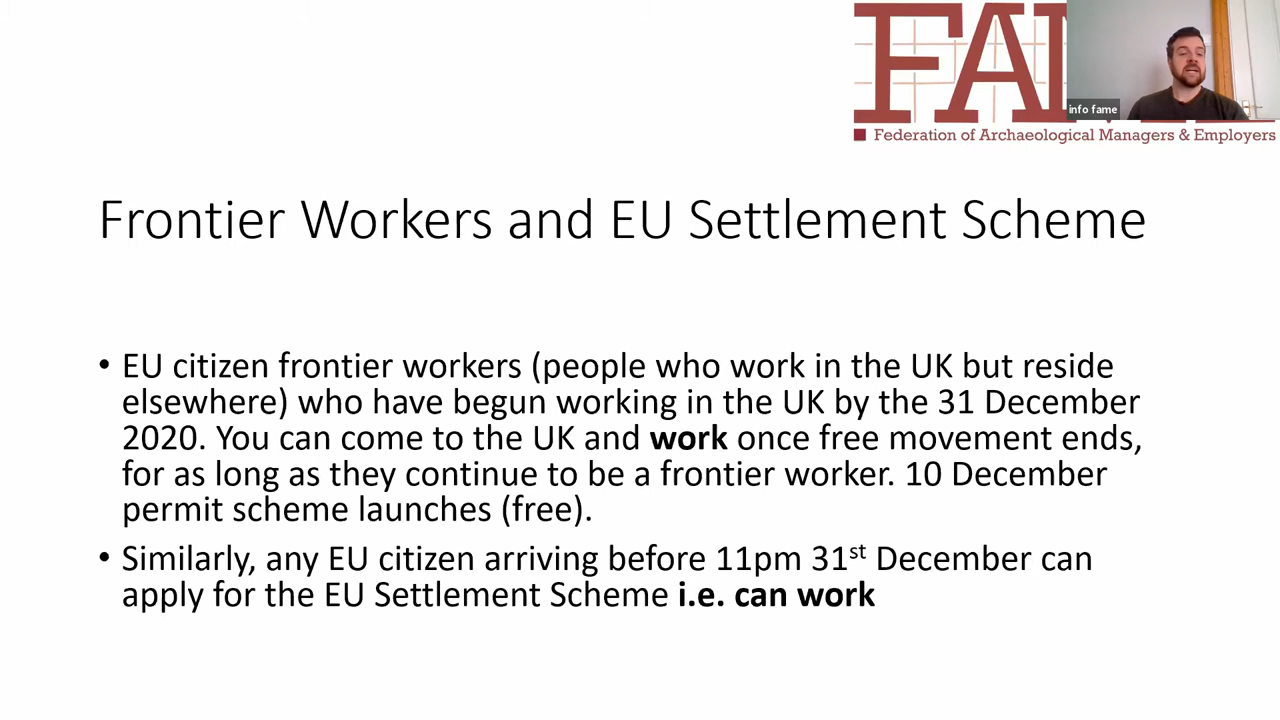 FA
info fame
Federation of Archaeological Managers & Employers
Frontier Workers and EU Settlement Scheme
• EU citizen frontier workers (people who work in the UK but reside
elsewhere) who have begun working in the UK by the 31 December
2020. You can come to the UK and work once free movement ends,
for as long as they continue to be a frontier worker. 10 December
permit scheme launches (free).
• Similarly, any EU citizen arriving before 11pm 31st December can
apply for the EU Settlement Scheme i.e. can work